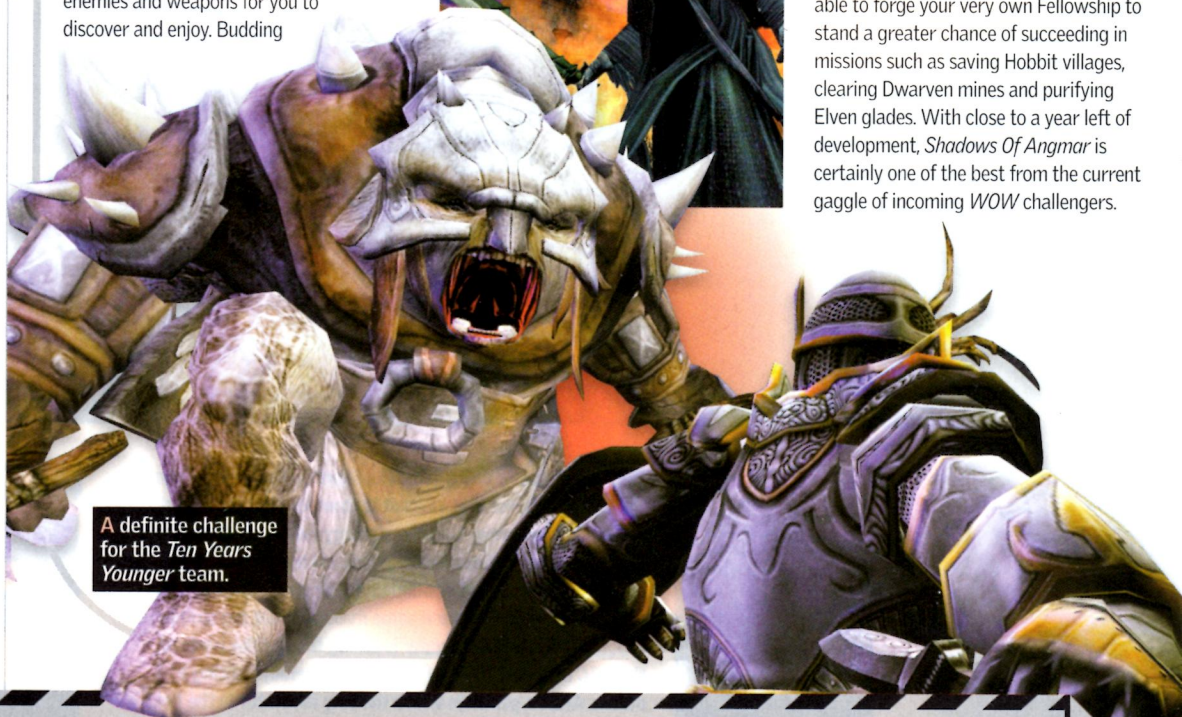 enemies and weapons for you to
discover and enjoy. Budding
able to forge your very own Fellowship to
stand a greater chance of succeeding in
missions such as saving Hobbit villages,
clearing Dwarven mines and purifying
Elven glades. With close to a year left of
development, Shadows Of Angmar is
certainly one of the best from the current
gaggle of incoming WOW challengers.
A definite challenge
for the Ten Years
Younger team.